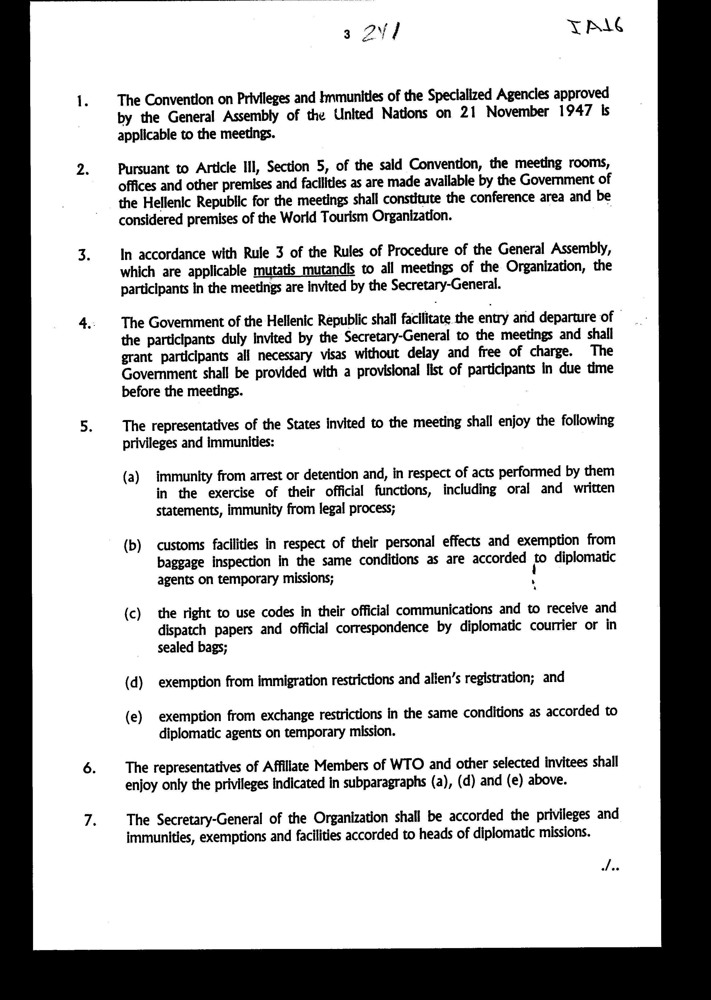 3 241
IA16
1. The Convention on Privileges and Immunities of the Specialized Agencies approved
by the General Assembly of the United Nations on 21 November 1947 is
applicable to the meetings.
2. Pursuant to Article III, Section 5, of the said Convention, the meeting rooms,
offices and other premises and facilities as are made available by the Government of
the Hellenic Republic for the meetings shall constitute the conference area and be
considered premises of the World Tourism Organization.
3. In accordance with Rule 3 of the Rules of Procedure of the General Assembly,
which are applicable mutatis mutandis to all meetings of the Organization, the
participants in the meetings are invited by the Secretary-General.
4. The Government of the Hellenic Republic shall facilitate the entry and departure of
the participants duly invited by the Secretary-General to the meetings and shall
grant participants all necessary visas without delay and free of charge. The
Government shall be provided with a provisional list of participants in due time
before the meetings.
5. The representatives of the States invited to the meeting shall enjoy the following
privileges and immunities:
(a) immunity from arrest or detention and, in respect of acts performed by them
in the exercise of their official functions, including oral and written
statements, immunity from legal process;
(b) customs facilities in respect of their personal effects and exemption from
baggage inspection in the same conditions as are accorded to diplomatic
agents on temporary missions;
(c) the right to use codes in their official communications and to receive and
dispatch papers and official correspondence by diplomatic courrier or in
sealed bags;
(d) exemption from immigration restrictions and alien's registration; and
(e) exemption from exchange restrictions in the same conditions as accorded to
diplomatic agents on temporary mission.
6. The representatives of Affiliate Members of WTO and other selected invitees shall
enjoy only the privileges indicated in subparagraphs (a), (d) and (e) above.
7. The Secretary-General of the Organization shall be accorded the privileges and
immunities, exemptions and facilities accorded to heads of diplomatic missions.
./..